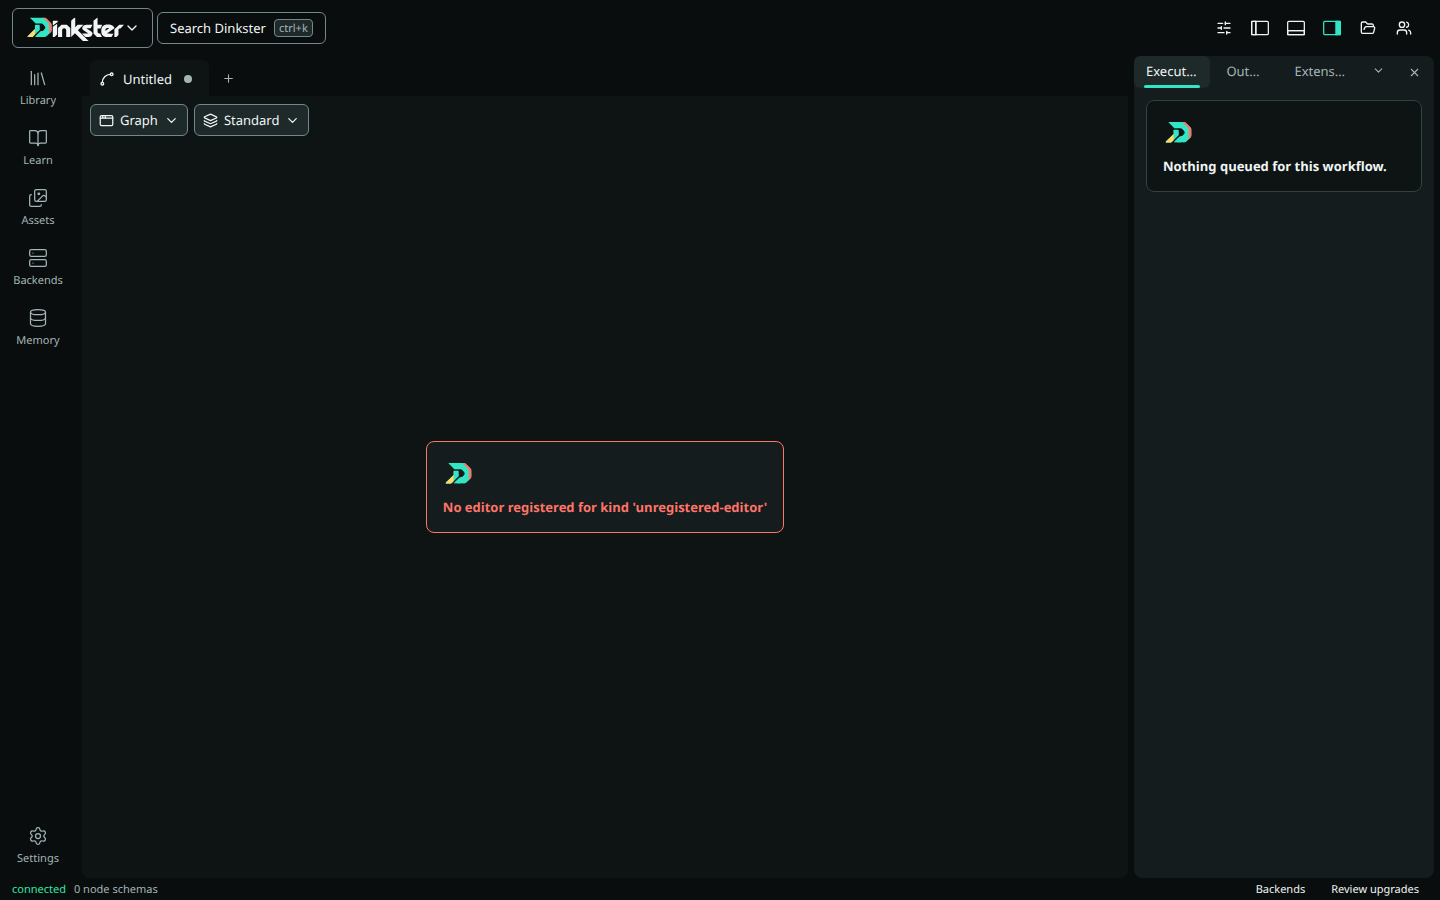 Dinkster
Search Dinkster ctrl+k
Library
Learn
Assets
Backends
Memory
Settings
Untitled
Graph
Standard
No editor registered for kind 'unregistered-editor'
Execut...
Out...
Extens...
Nothing queued for this workflow.
connected 0 node schemas
Backends
Review upgrades